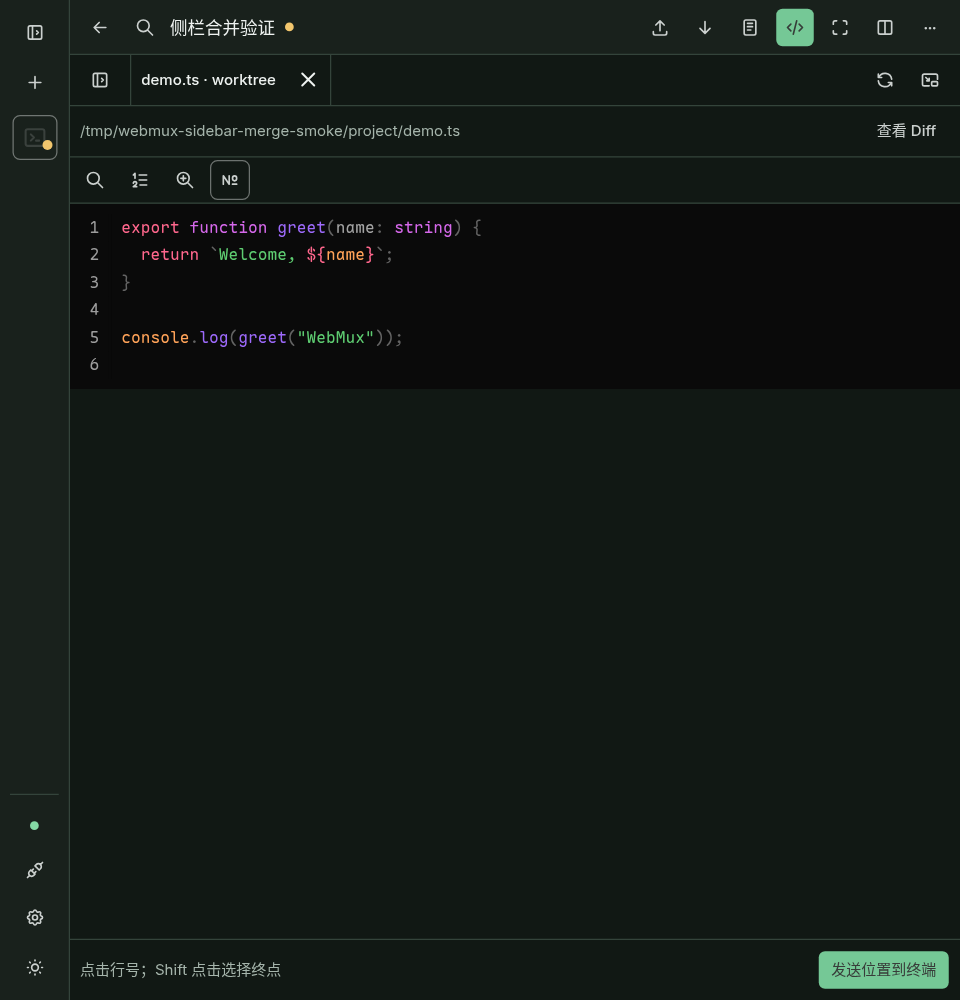 侧栏合并验证
demo.ts · worktree
/tmp/webmux-sidebar-merge-smoke/project/demo.ts
查看 Diff
Nº
1 export function greet(name: string) {
2   return `Welcome, ${name}`;
3 }
4
5 console.log(greet("WebMux"));
6
点击行号；Shift 点击选择终点
发送位置到终端